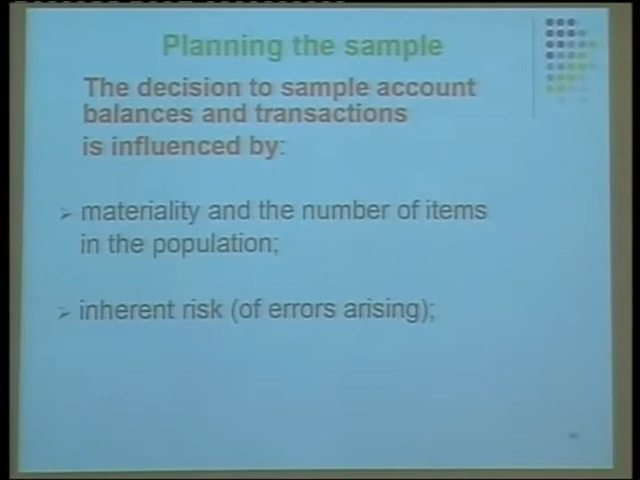 Planning the sample
The decision to sample account
balances and transactions
is influenced by:
➢ materiality and the number of items
in the population;
➢ inherent risk (of errors arising);